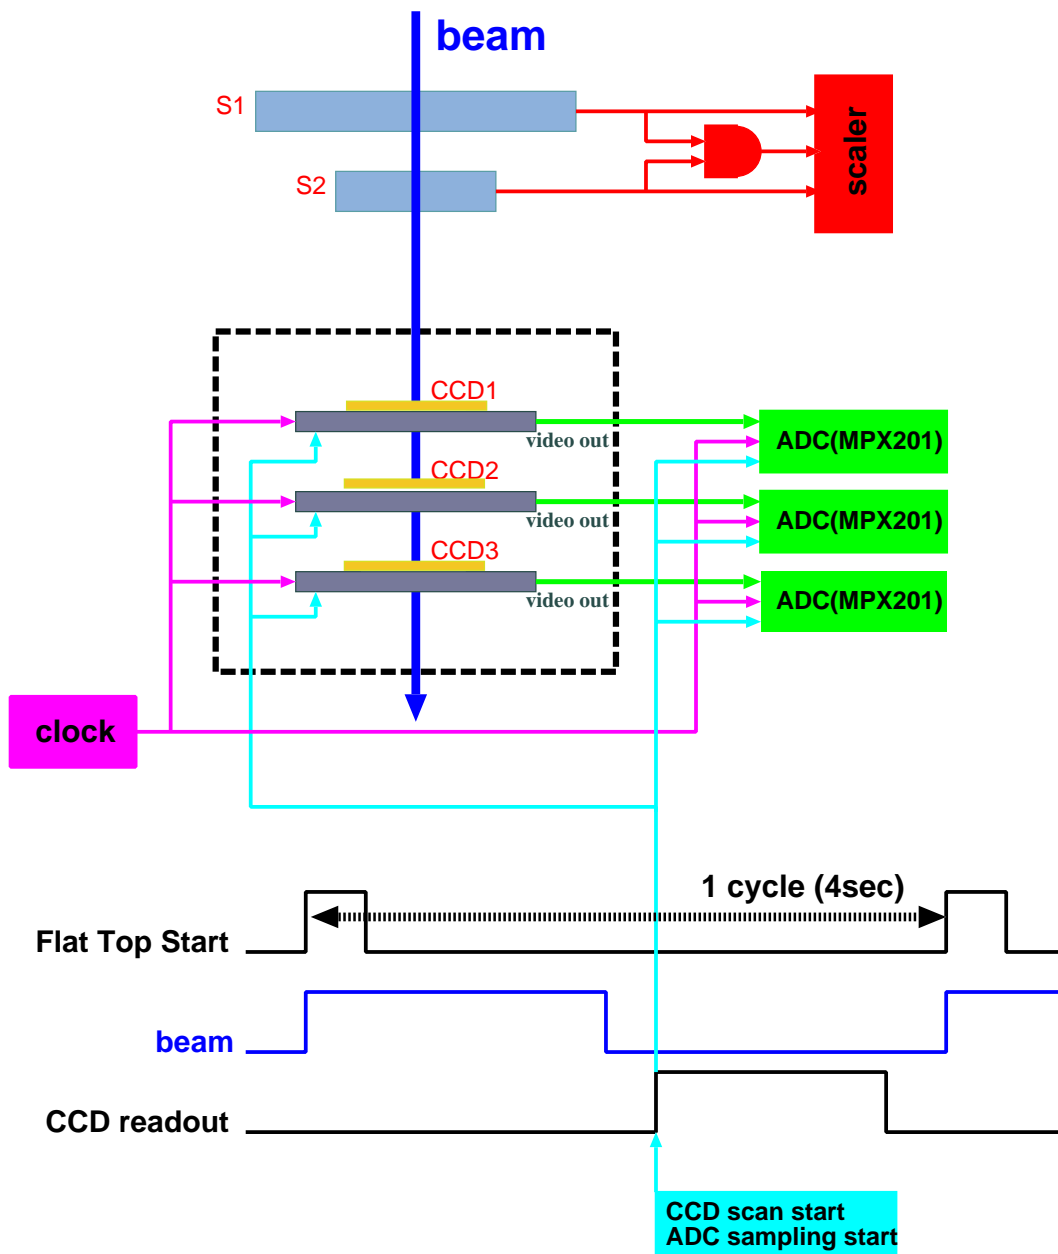 beam
S1
S2
scaler
CCD1
video out
ADC(MPX201)
CCD2
video out
ADC(MPX201)
CCD3
video out
ADC(MPX201)
clock
1 cycle (4sec)
Flat Top Start
beam
CCD readout
CCD scan start
ADC sampling start